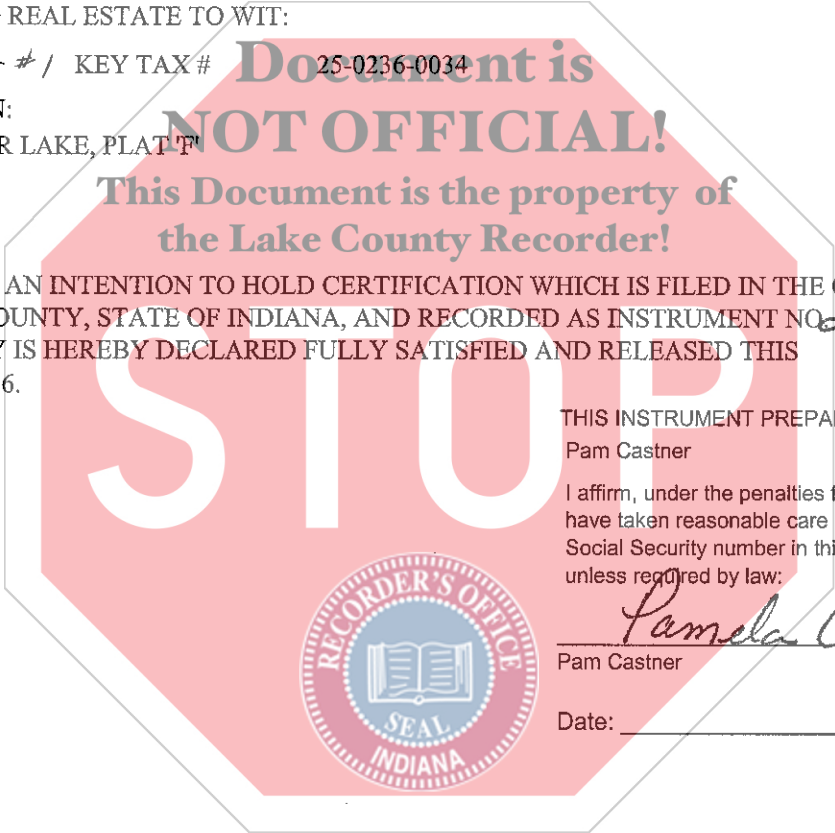 REAL ESTATE TO WIT:
# / KEY TAX # 25-0236-0034
Document is
NOT OFFICIAL!
N:
R LAKE, PLAT 'F'
This Document is the property of
the Lake County Recorder!
AN INTENTION TO HOLD CERTIFICATION WHICH IS FILED IN THE
OUNTY, STATE OF INDIANA, AND RECORDED AS INSTRUMENT NO
Y IS HEREBY DECLARED FULLY SATISFIED AND RELEASED THIS
6.
STOP
THIS INSTRUMENT PREPA
Pam Castner
I affirm, under the penalties f
have taken reasonable care
Social Security number in thi
unless required by law:
Pamela C
Pam Castner
Date:
RECORDER'S OFFICE
SEAL
INDIANA